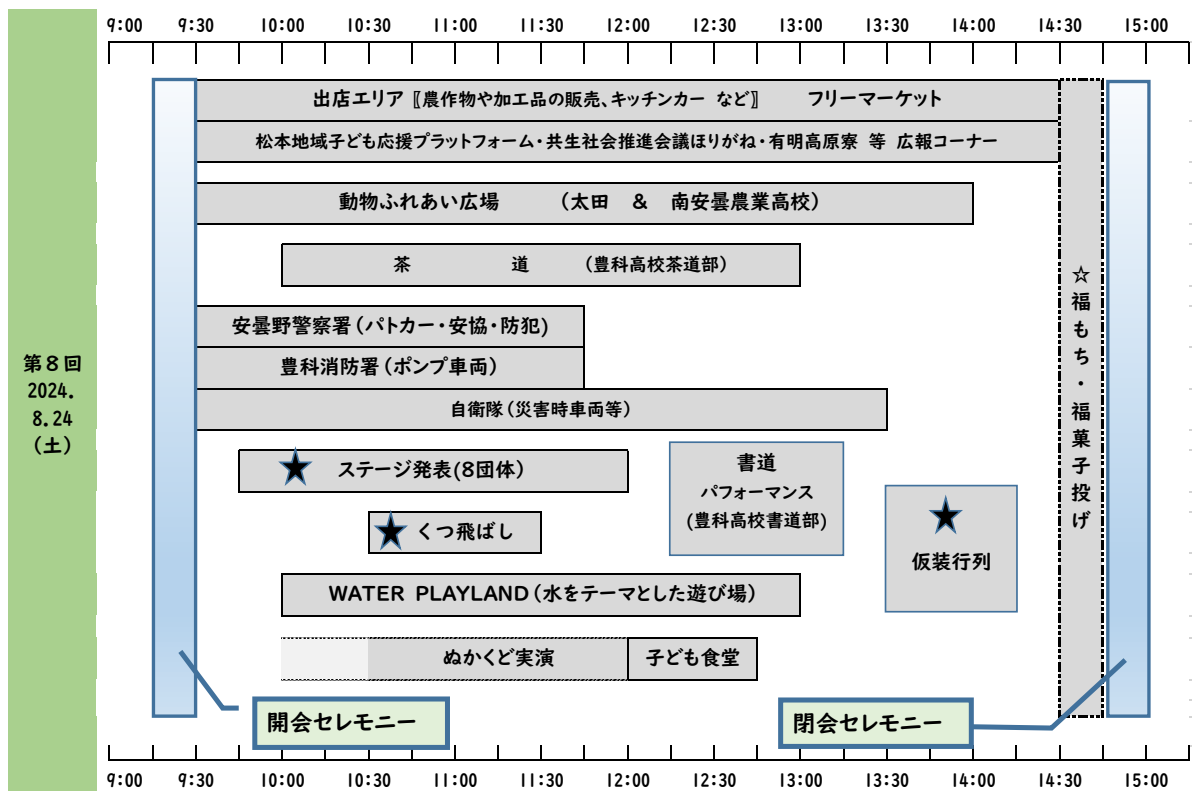 9:00 9:30 10:00 10:30 11:00 11:30 12:00 12:30 13:00 13:30 14:00 14:30 15:00
出店エリア〖農作物や加工品の販売、キッチンカー など〗 フリーマーケット
松本地域子ども応援プラットフォーム・共生社会推進会議ほりがね・有明高原寮 等 広報コーナー
動物ふれあい広場 (太田 & 南安曇農業高校)
茶 道 (豊科高校茶道部)
安曇野警察署(パトカー・安協・防犯)
豊科消防署(ポンプ車両)
自衛隊(災害時車両等)
第8回
2024.
8.24
(土)
★ ステージ発表(8団体)
書道
パフォーマンス
(豊科高校書道部)
★ くつ飛ばし
★
仮装行列
WATER PLAYLAND(水をテーマとした遊び場)
ぬかくど実演
子ども食堂
☆福もち・福菓子投げ
開会セレモニー
閉会セレモニー
9:00 9:30 10:00 10:30 11:00 11:30 12:00 12:30 13:00 13:30 14:00 14:30 15:00